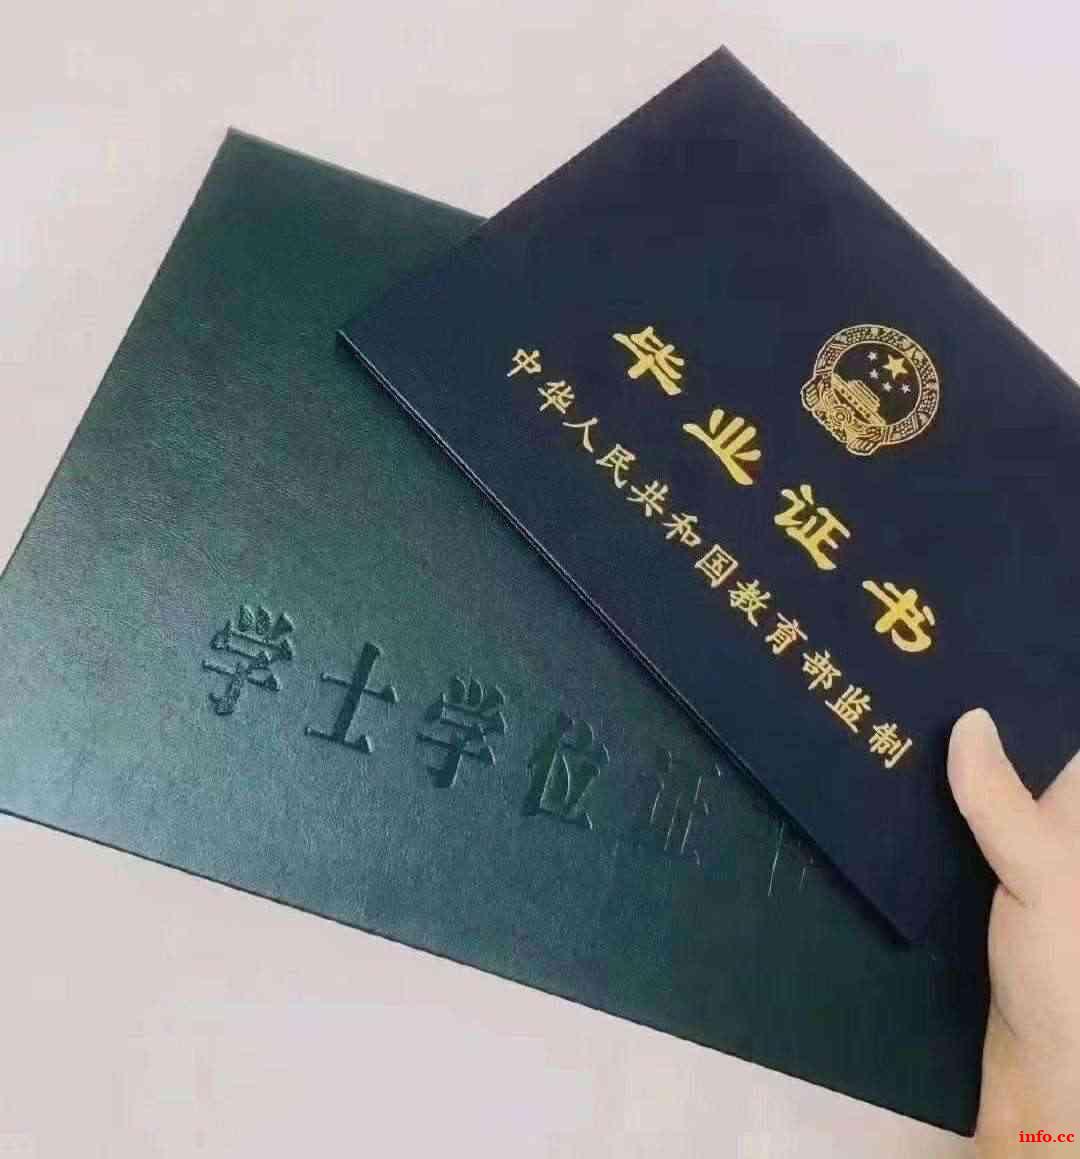 毕业证书
中华人民共和国教育部监制
学士学位证
info.cc